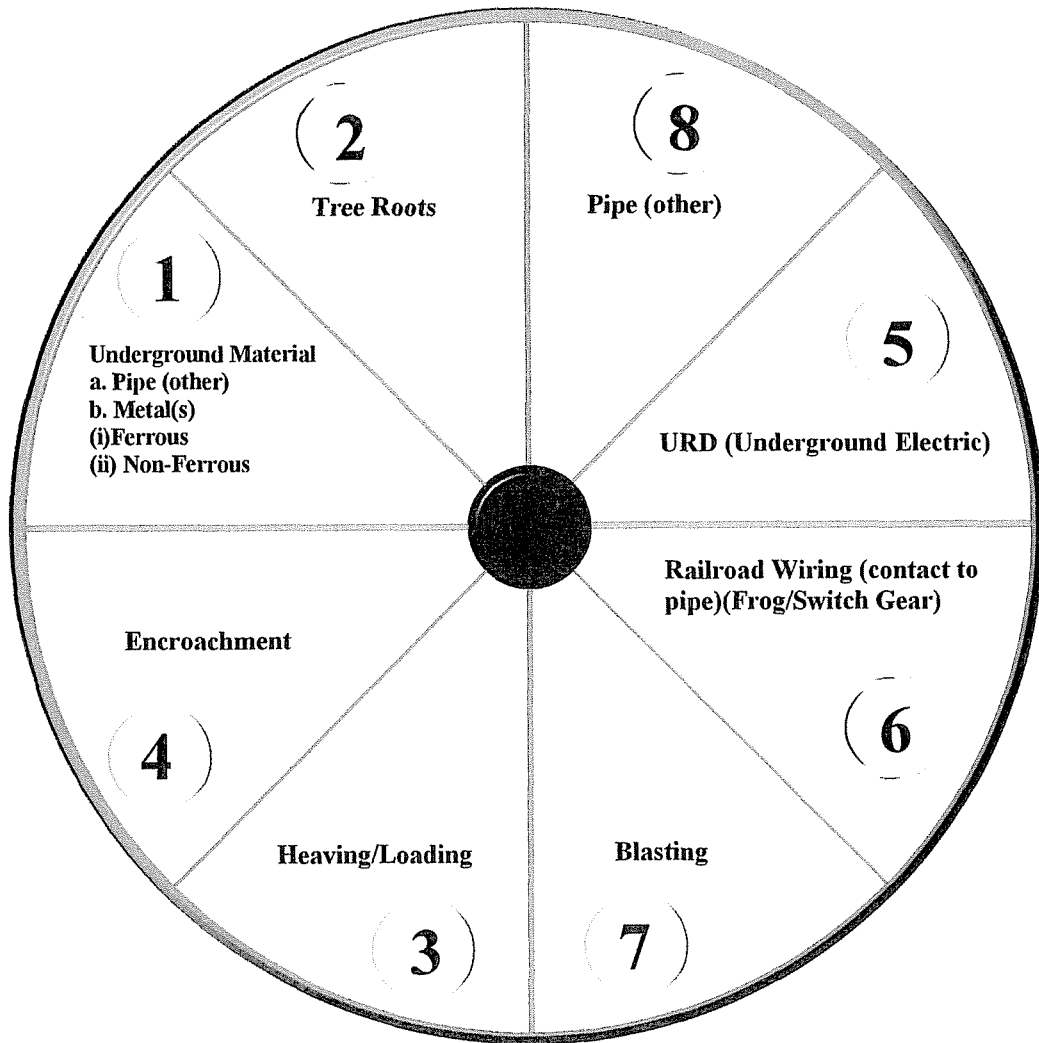 2
Tree Roots
8
Pipe (other)
1
Underground Material
a. Pipe (other)
b. Metal(s)
(i)Ferrous
(ii) Non-Ferrous
5
URD (Underground Electric)
Railroad Wiring (contact to
pipe)(Frog/Switch Gear)
6
Encroachment
4
Heaving/Loading
3
Blasting
7